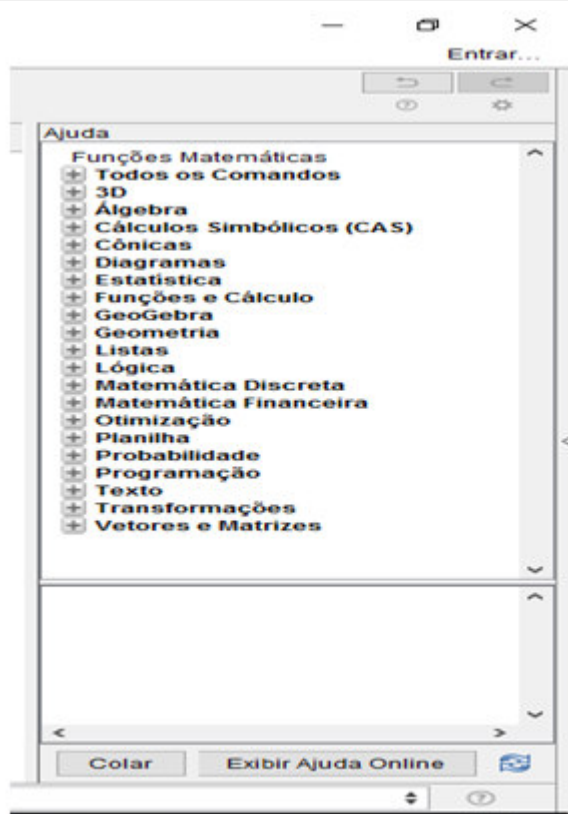 Entrar...
Ajuda
Funções Matemáticas
Todos os Comandos
3D
Álgebra
Cálculos Simbólicos (CAS)
Cônicas
Diagramas
Estatística
Funções e Cálculo
GeoGebra
Geometria
Listas
Lógica
Matemática Discreta
Matemática Financeira
Otimização
Planilha
Probabilidade
Programação
Texto
Transformações
Vetores e Matrizes
Colar Exibir Ajuda Online